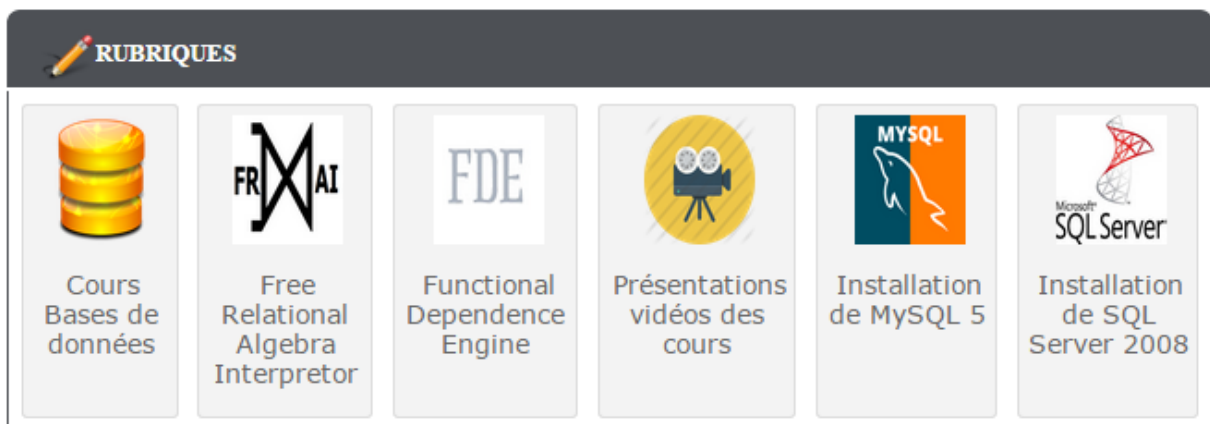 RUBRIQUES
FR AI
FDE
MYSQL
Microsoft®
SQL Server
Cours
Bases de
données
Free
Relational
Algebra
Interpretor
Functional
Dependence
Engine
Présentations
vidéos des
cours
Installation
de MySQL 5
Installation
de SQL
Server 2008